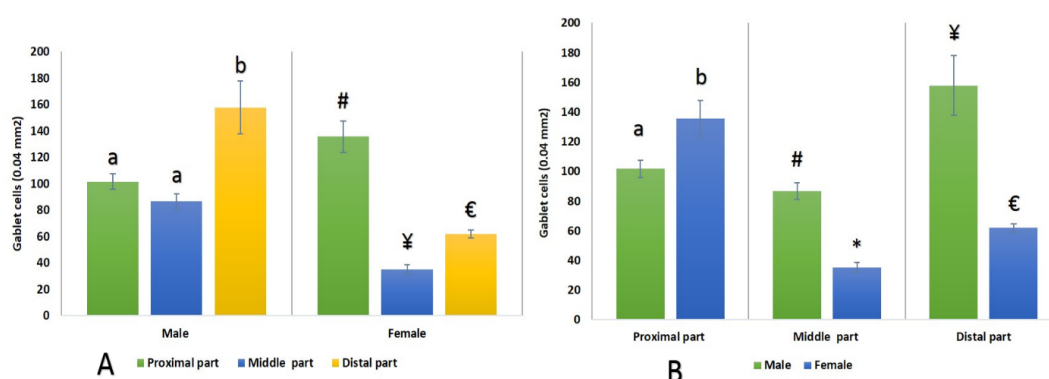 200
180
160
140
120
100
80
60
40
20
0
Gablet cells (0.04 mm2)
a
a
b
#
¥
€
Male
Female
A
Proximal part
Middle part
Distal part
200
180
160
140
120
100
80
60
40
20
0
Gablet cells (0.04 mm2)
a
b
#
*
¥
€
Proximal part
Middle part
Distal part
B
Male
Female